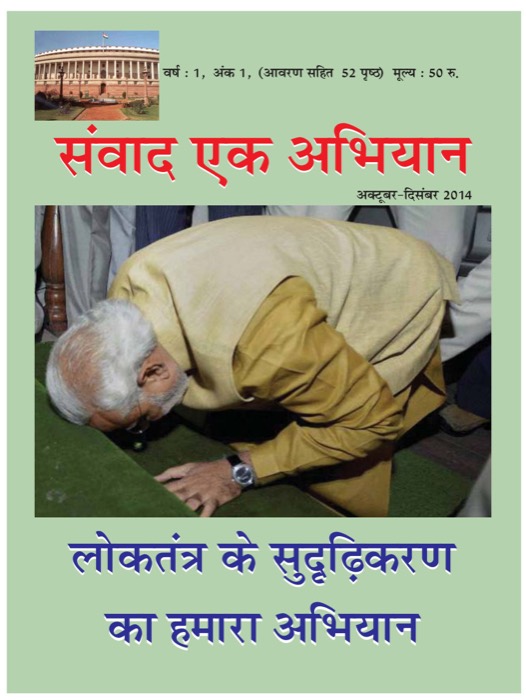 वर्ष : 1, अंक 1, (आवरण सहित 52 पृष्ठ) मूल्य : 50 रु.
संवाद एक अभियान
अक्टूबर-दिसंबर 2014
लोकतंत्र के सुदृढ़िकरण
का हमारा अभियान